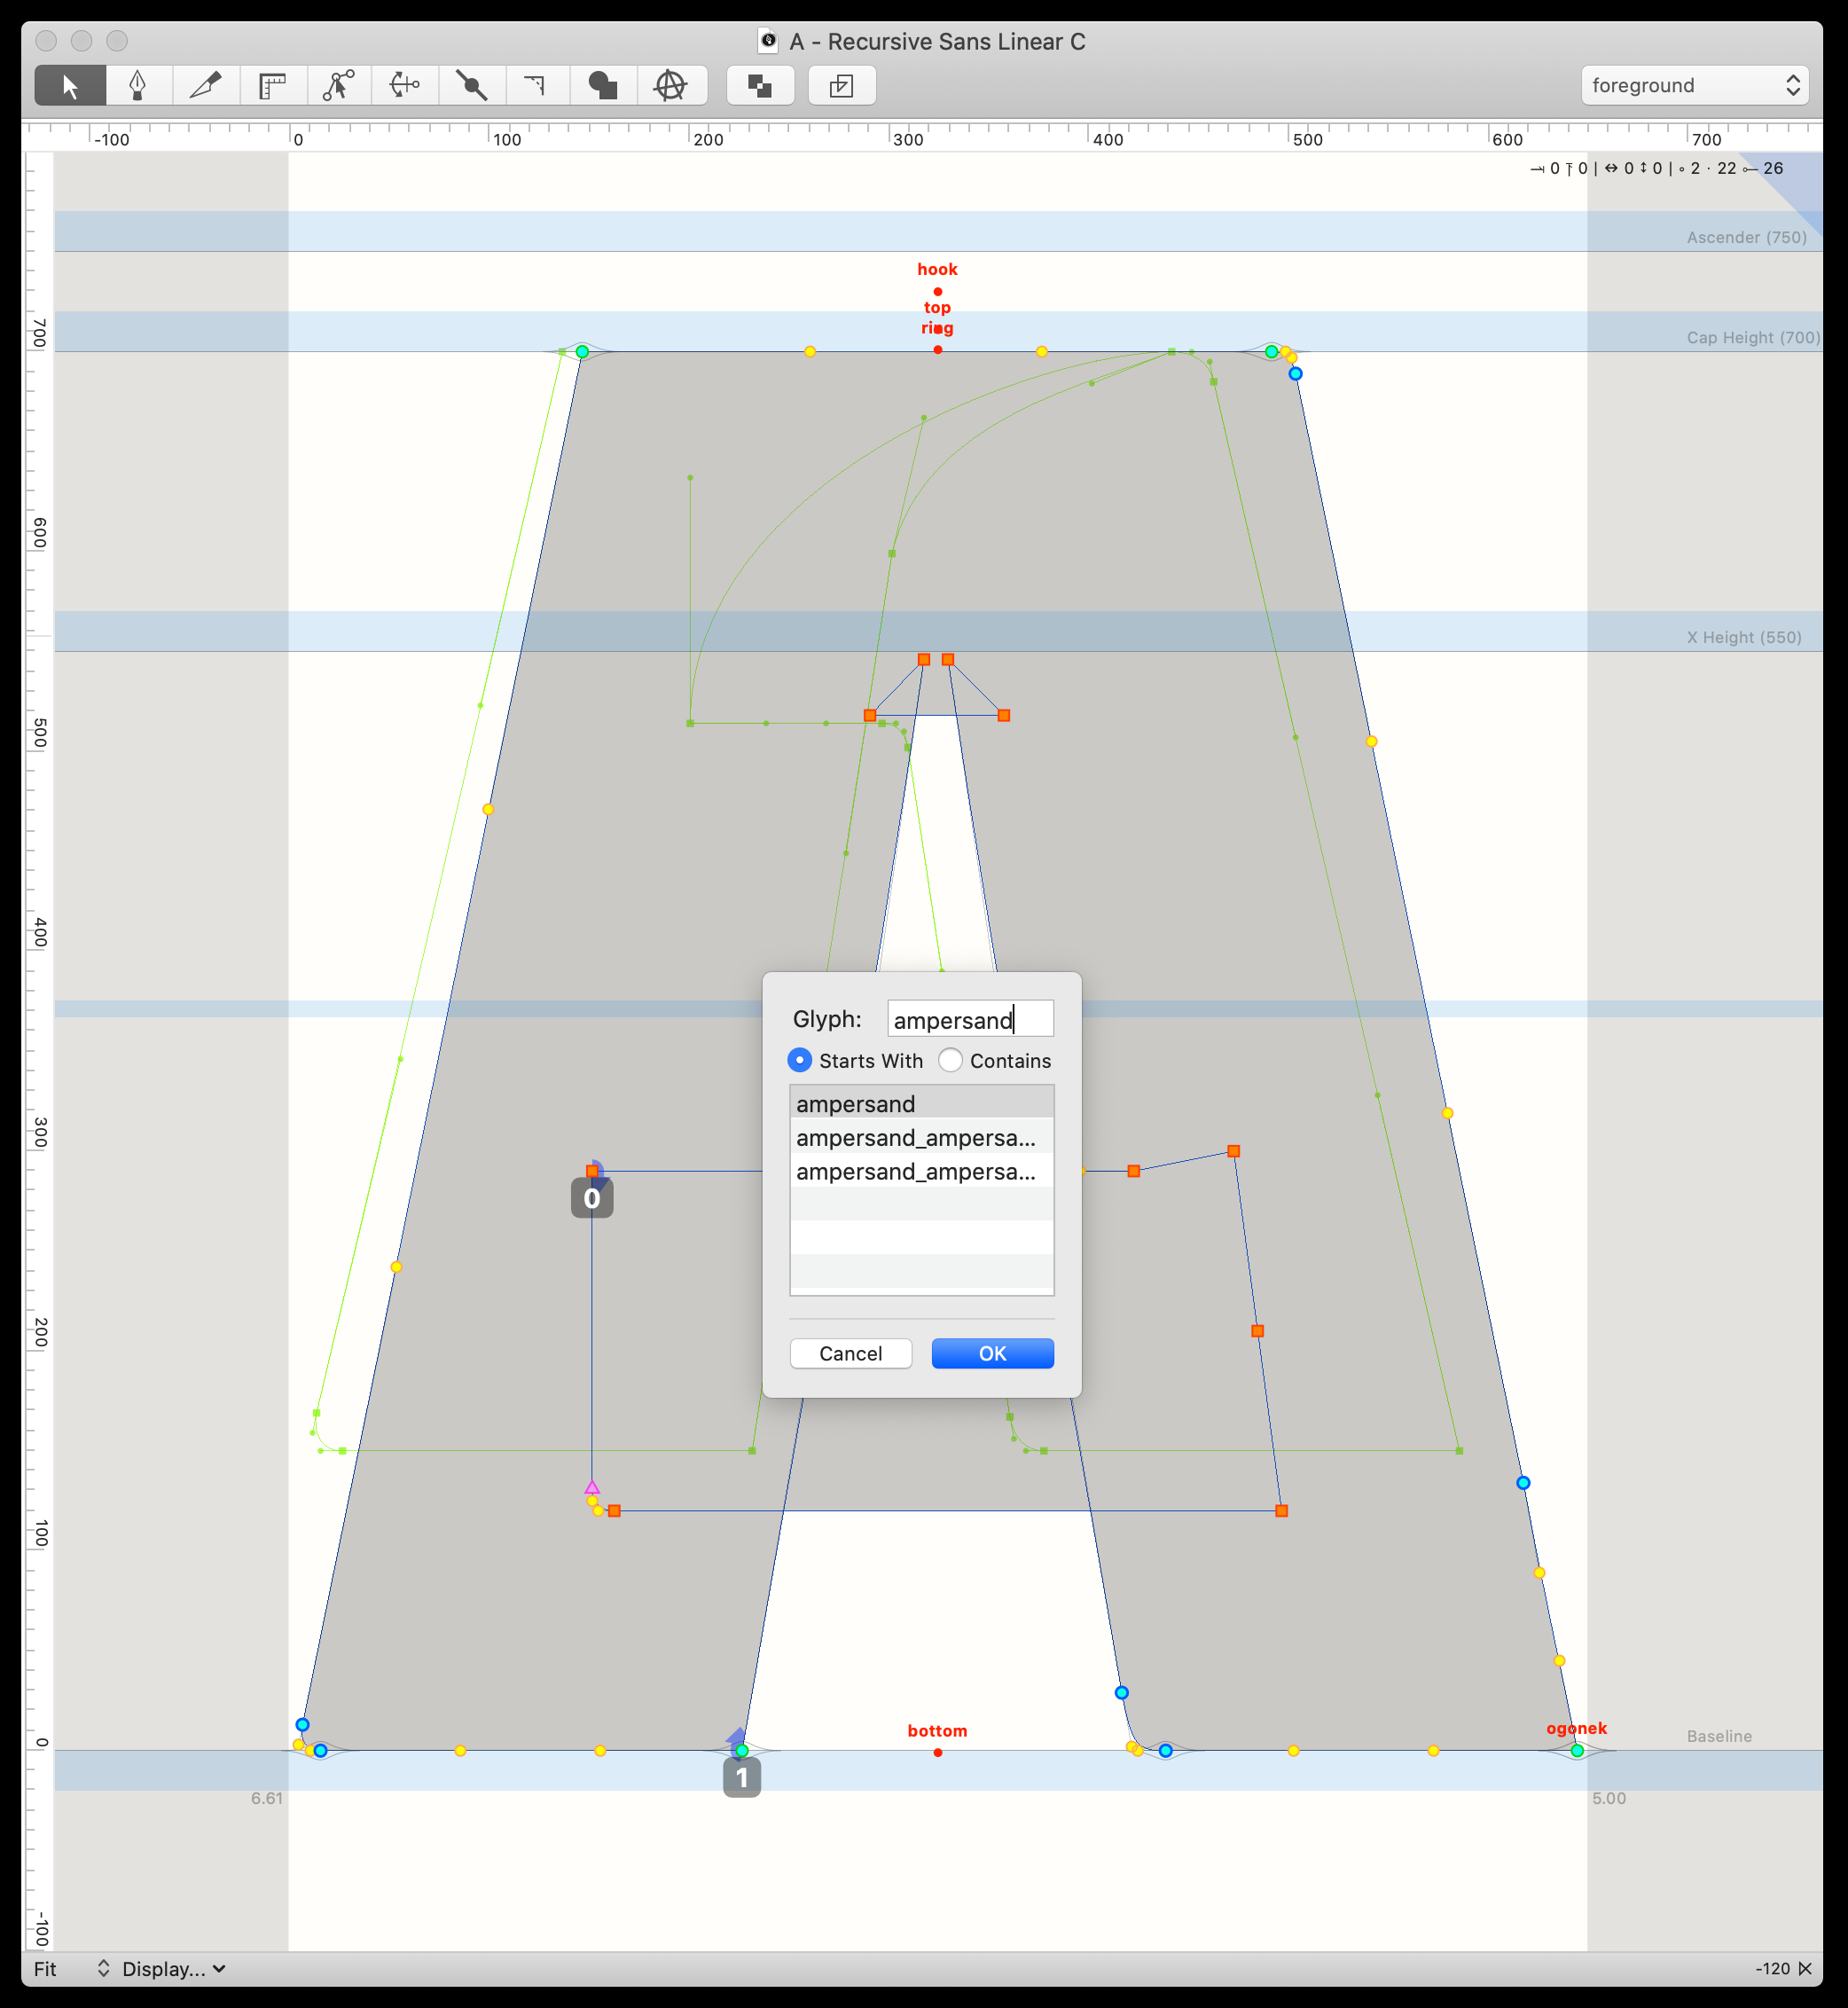 A - Recursive Sans Linear C
foreground
-100 0 100 200 300 400 500 600 700
0 0 | 0 0 | 2 · 22 26
Ascender (750)
hook
top
ring
Cap Height (700)
700
600
X Height (550)
500
400
Glyph: ampersand
Starts With Contains
ampersand
ampersand_ampersa...
ampersand_ampersa...
300
0
200
Cancel OK
100
bottom
ogonek
Baseline
0
1
6.61
5.00
-100
Fit Display... -120